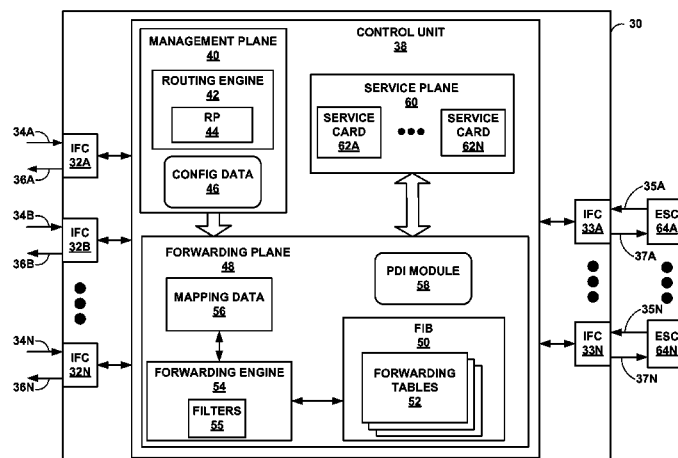 30
CONTROL UNIT
38
MANAGEMENT PLANE
40
ROUTING ENGINE
42
RP
44
CONFIG DATA
46
SERVICE PLANE
60
SERVICE
CARD
62A
SERVICE
CARD
62N
34A
36A
IFC
32A
34B
36B
IFC
32B
34N
36N
IFC
32N
FORWARDING PLANE
48
MAPPING DATA
56
PDI MODULE
58
FORWARDING ENGINE
54
FILTERS
55
FIB
50
FORWARDING
TABLES
52
IFC
33A
35A
37A
ESC
64A
IFC
33N
35N
37N
ESC
64N